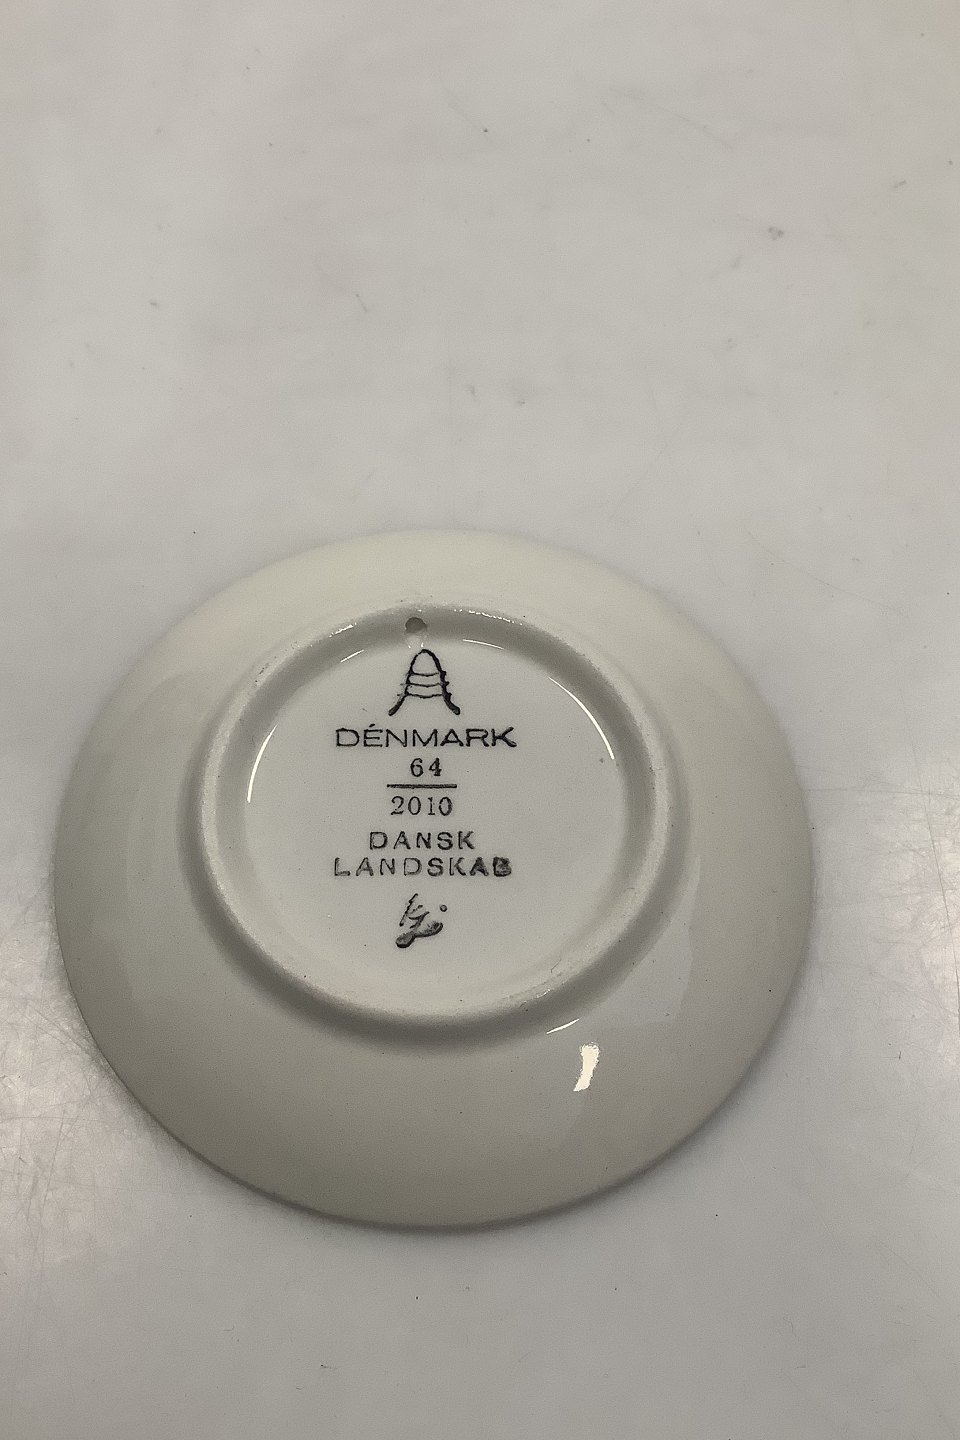 DÉNMARK
64
2010
DANSK
LANDSKAB